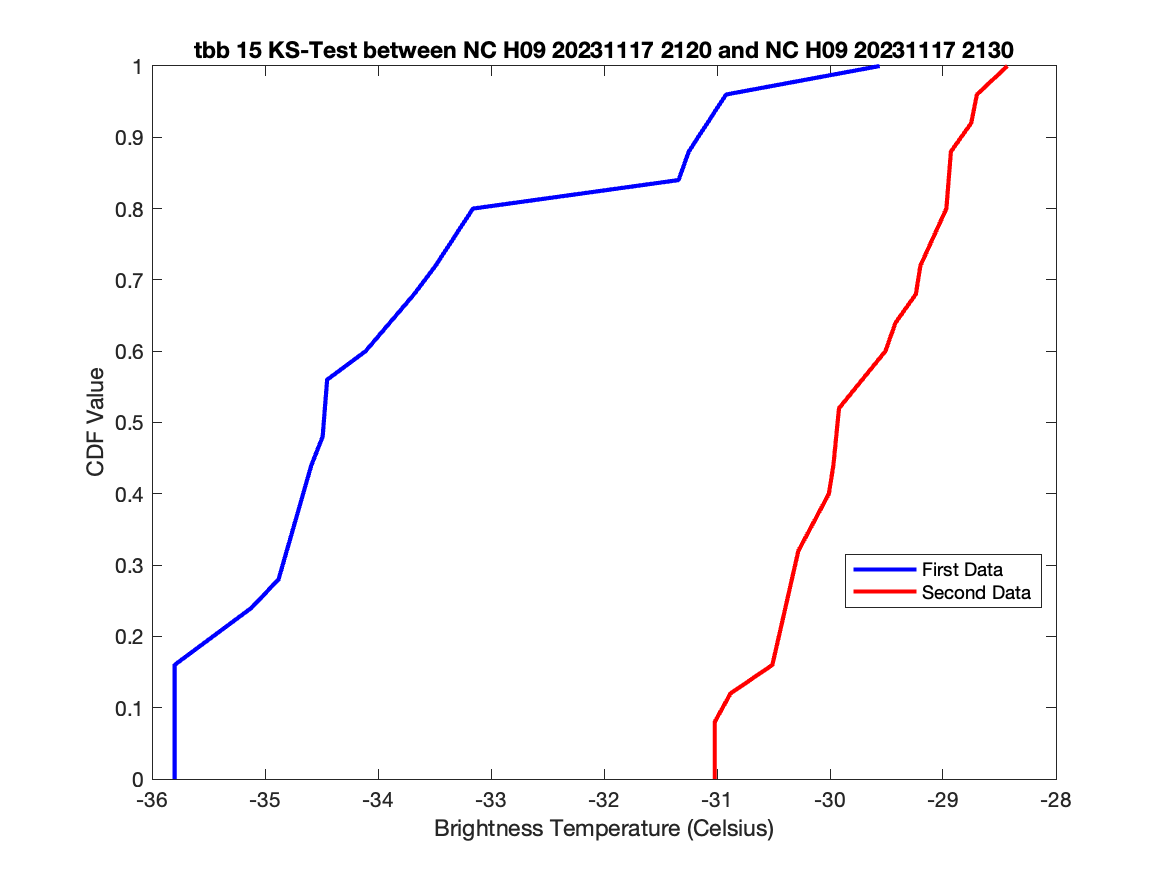 tbb 15 KS-Test between NC H09 20231117 2120 and NC H09 20231117 2130
1
0.9
0.8
0.7
0.6
0.5
0.4
0.3
0.2
0.1
0
CDF Value
First Data
Second Data
-36 -35 -34 -33 -32 -31 -30 -29 -28
Brightness Temperature (Celsius)